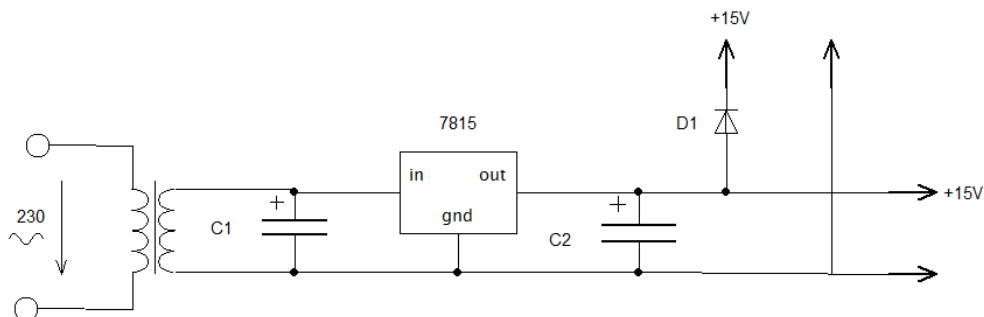 +15V
7815
D1
in out
+15V
230
+
C1
gnd
+
C2